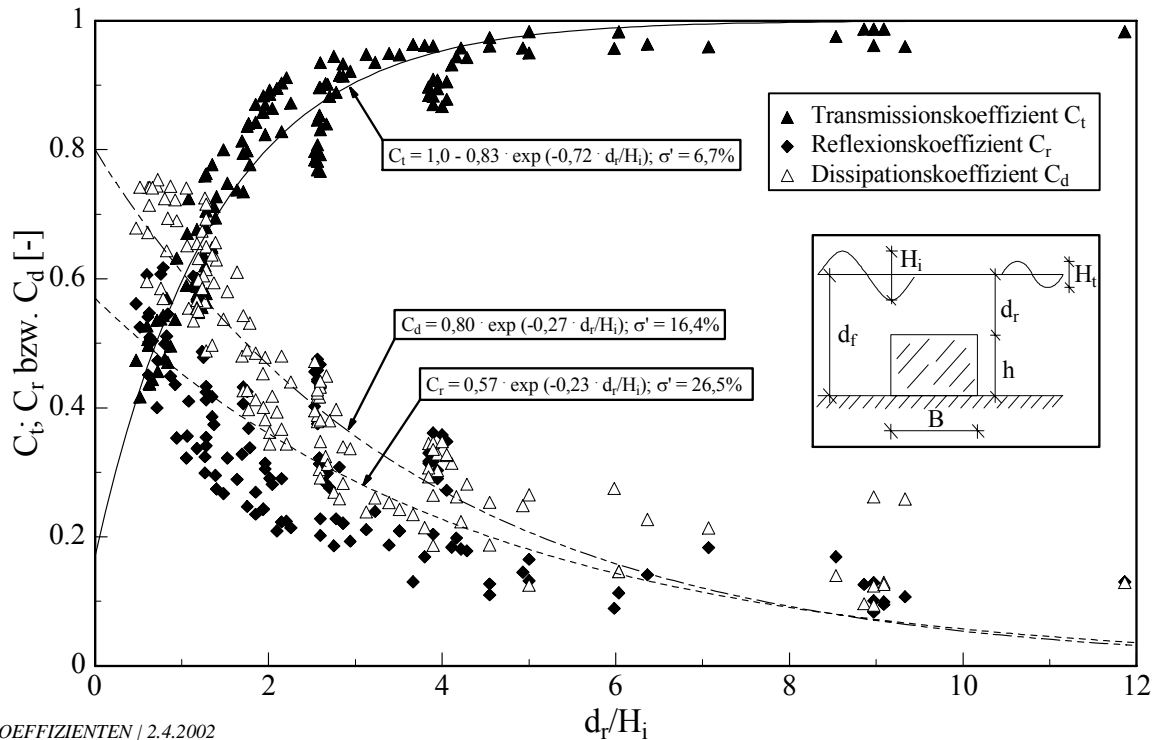 1
0.8
0.6
0.4
0.2
0
C_t; C_r bzw. C_d [-]
▲ Transmissionskoeffizient C_t
◆ Reflexionskoeffizient C_r
△ Dissipationskoeffizient C_d
C_t = 1,0 - 0,83 · exp (-0,72 · d_r/H_i); σ' = 6,7%
C_d = 0,80 · exp (-0,27 · d_r/H_i); σ' = 16,4%
C_r = 0,57 · exp (-0,23 · d_r/H_i); σ' = 26,5%
H_i
H_t
d_r
d_f
h
B
0 2 4 6 8 10 12
d_r/H_i
OEFFIZIENTEN | 2.4.2002